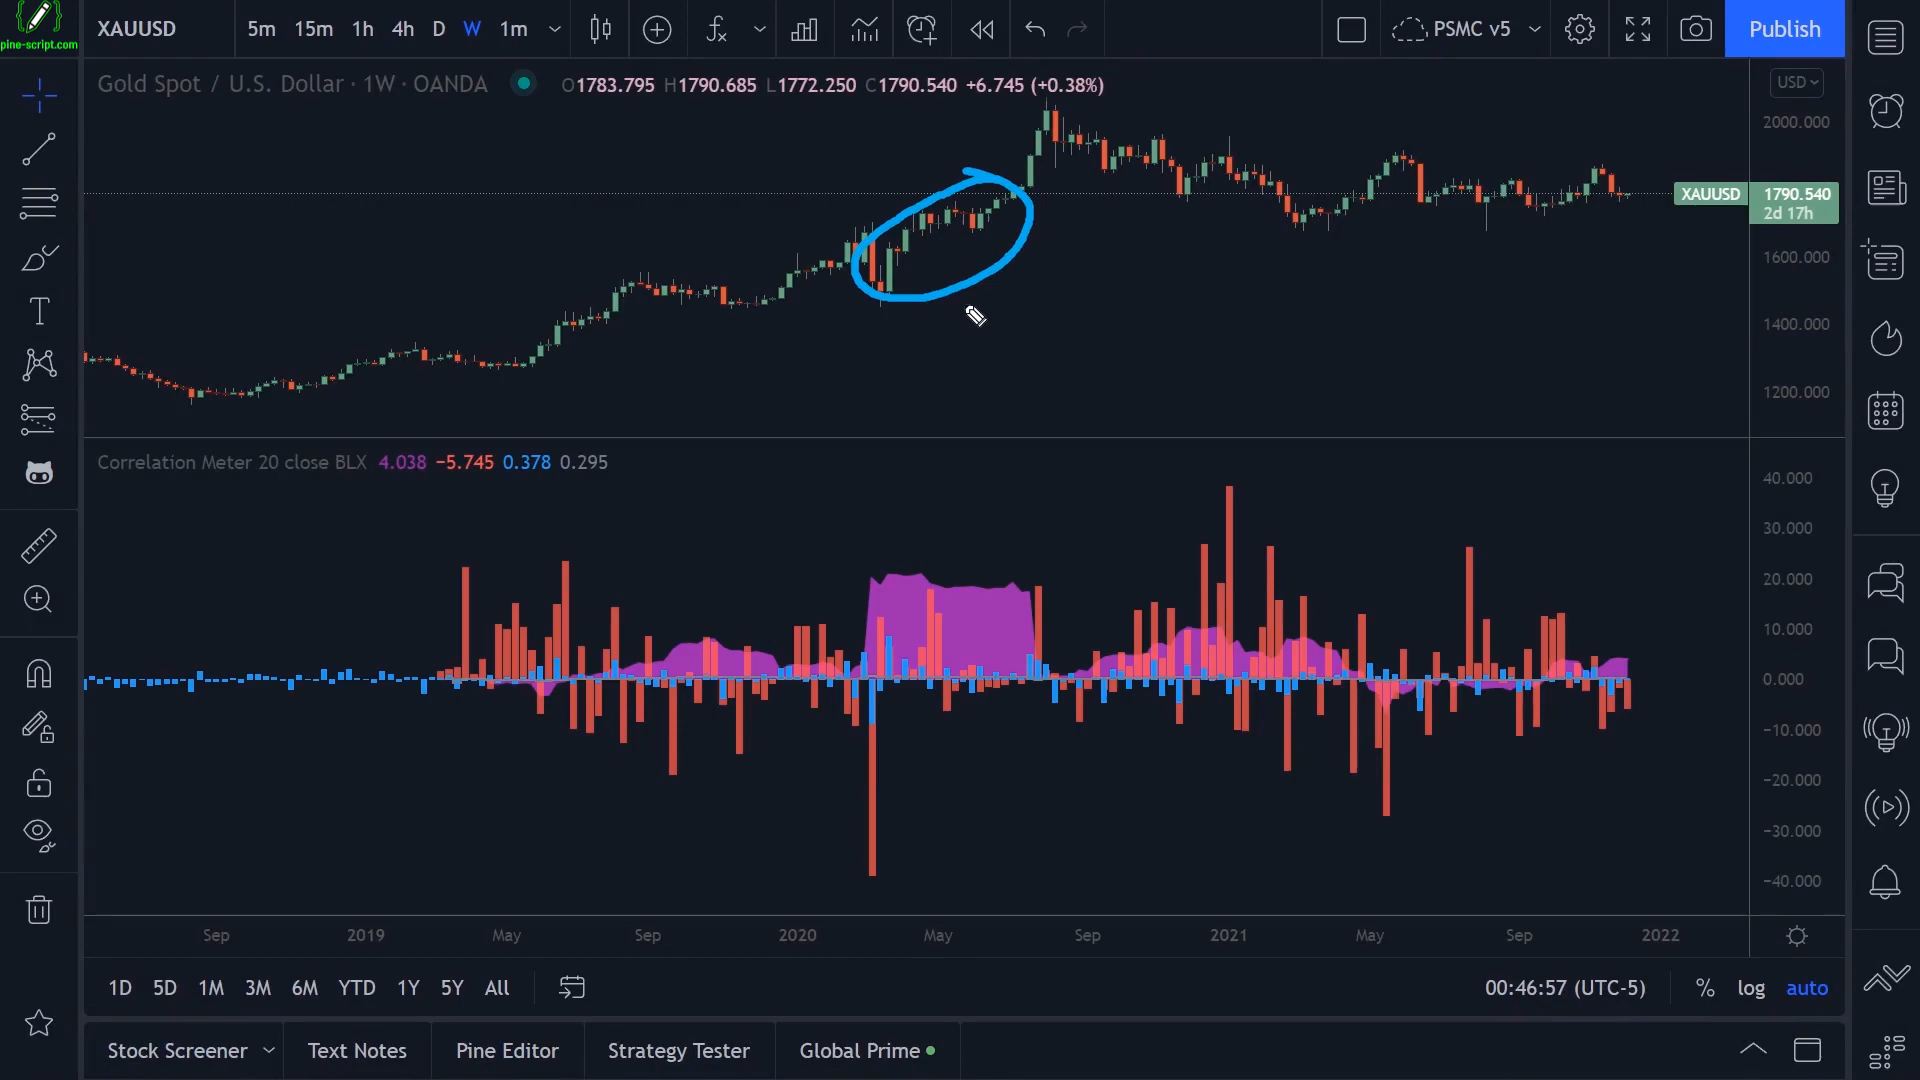 pine-script.com
XAUUSD 5m 15m 1h 4h D W 1m PSMC v5 Publish
Gold Spot / U.S. Dollar · 1W · OANDA O1783.795 H1790.685 L1772.250 C1790.540 +6.745 (+0.38%) USD
2000.000
XAUUSD 1790.540
2d 17h
1600.000
1400.000
1200.000
Correlation Meter 20 close BLX 4.038 −5.745 0.378 0.295
40.000
30.000
20.000
10.000
0.000
−10.000
−20.000
−30.000
−40.000
Sep 2019 May Sep 2020 May Sep 2021 May Sep 2022
1D 5D 1M 3M 6M YTD 1Y 5Y All 00:46:57 (UTC-5) % log auto
Stock Screener Text Notes Pine Editor Strategy Tester Global Prime